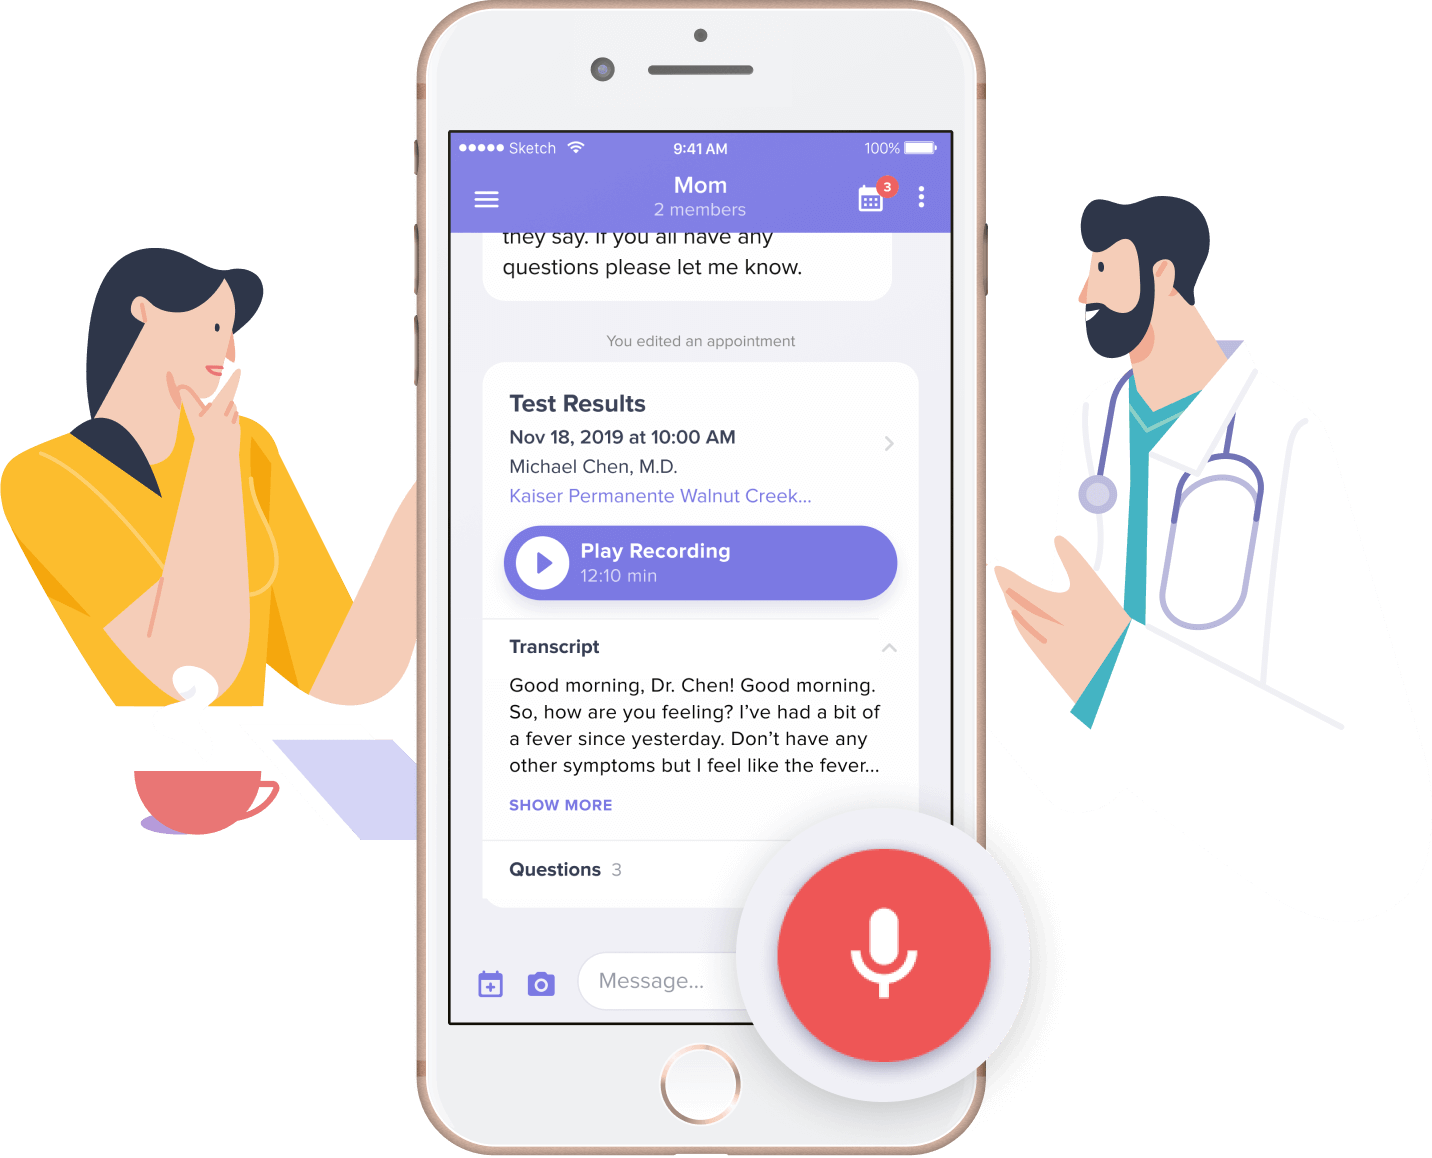 Sketch
9:41 AM
100%
Mom
3
2 members
they say. If you all have any
questions please let me know.
You edited an appointment
Test Results
Nov 18, 2019 at 10:00 AM
Michael Chen, M.D.
Kaiser Permanente Walnut Creek...
Play Recording
12:10 min
Transcript
Good morning, Dr. Chen! Good morning.
So, how are you feeling? I’ve had a bit of
a fever since yesterday. Don’t have any
other symptoms but I feel like the fever...
SHOW MORE
Questions 3
Message...